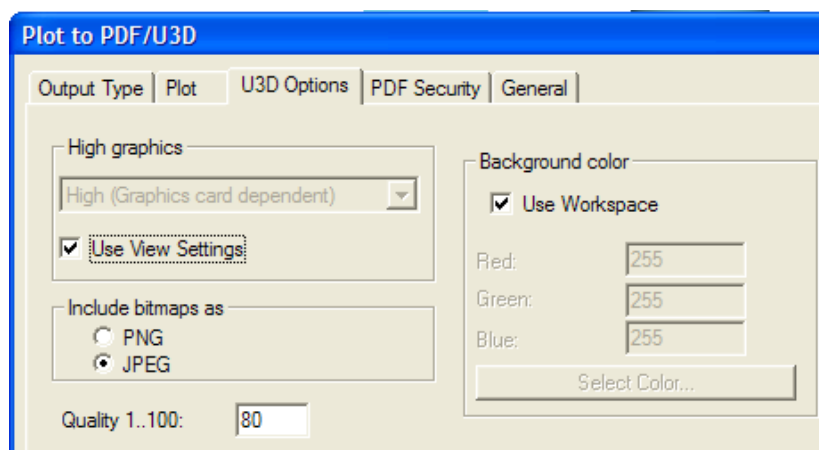 Plot to PDF/U3D
Output Type Plot U3D Options PDF Security General
High graphics
High (Graphics card dependent)
Use View Settings
Include bitmaps as
PNG
JPEG
Quality 1..100: 80
Background color
Use Workspace
Red: 255
Green: 255
Blue: 255
Select Color...